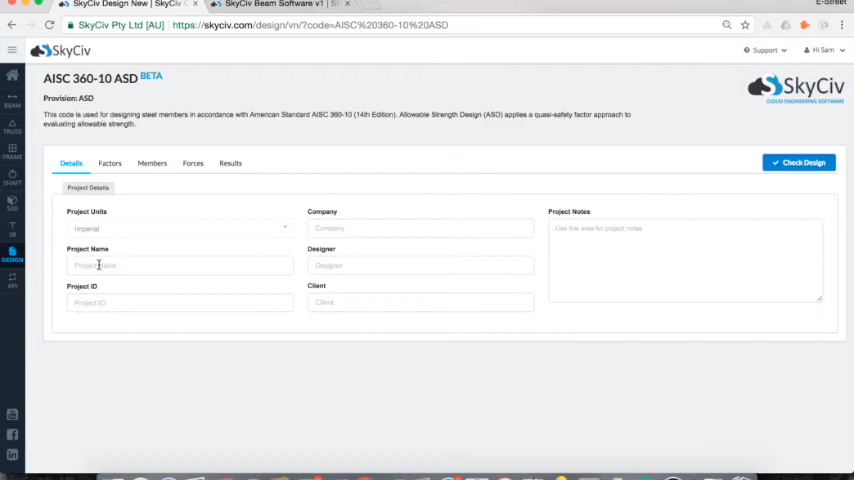 SkyCiv Design New | SkyCiv C
SkyCiv Beam Software v1 | Sk
E-Street
SkyCiv Pty Ltd [AU] https://skyciv.com/design/vn/?code=AISC%20360-10%20ASD
SkyCiv
Support
Hi Sam
BEAM
TRUSS
FRAME
SHAFT
SB
DESIGN
API
AISC 360-10 ASD BETA
SkyCiv
CLOUD ENGINEERING SOFTWARE
Provision: ASD
This code is used for designing steel members in accordance with American Standard AISC 360-10 (14th Edition). Allowable Strength Design (ASD) applies a quasi-safety factor approach to
evaluating allowable strength.
Details Factors Members Forces Results
Check Design
Project Details
Project Units
Company
Project Notes
Imperial
Company
Use this area for project notes
Project Name
Designer
Project Name
Designer
Project ID
Client
Project ID
Client